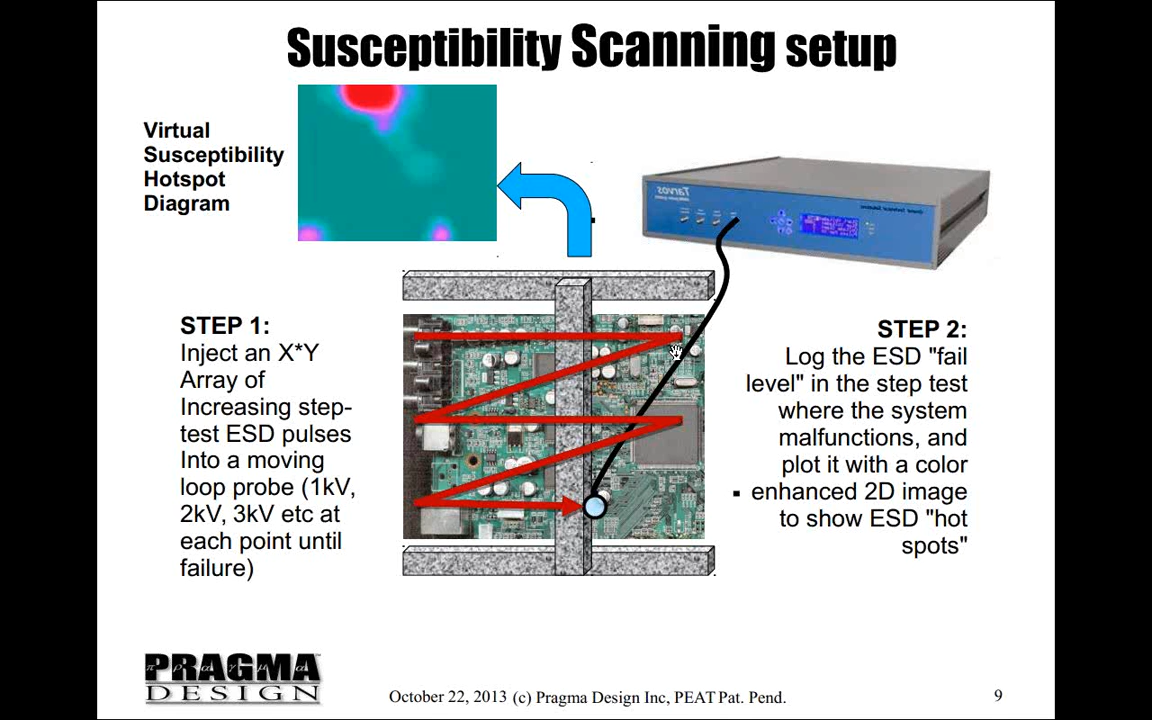 Susceptibility Scanning setup
Virtual
Susceptibility
Hotspot
Diagram
Tarvos
STEP 1:
Inject an X*Y
Array of
Increasing step-
test ESD pulses
Into a moving
loop probe (1kV,
2kV, 3kV etc at
each point until
failure)
STEP 2:
Log the ESD "fail
level" in the step test
where the system
malfunctions, and
plot it with a color
▪ enhanced 2D image
to show ESD "hot
spots"
PRAGMA
π ρ α γ μ α
DESIGN
October 22, 2013 (c) Pragma Design Inc, PEAT Pat. Pend.
9